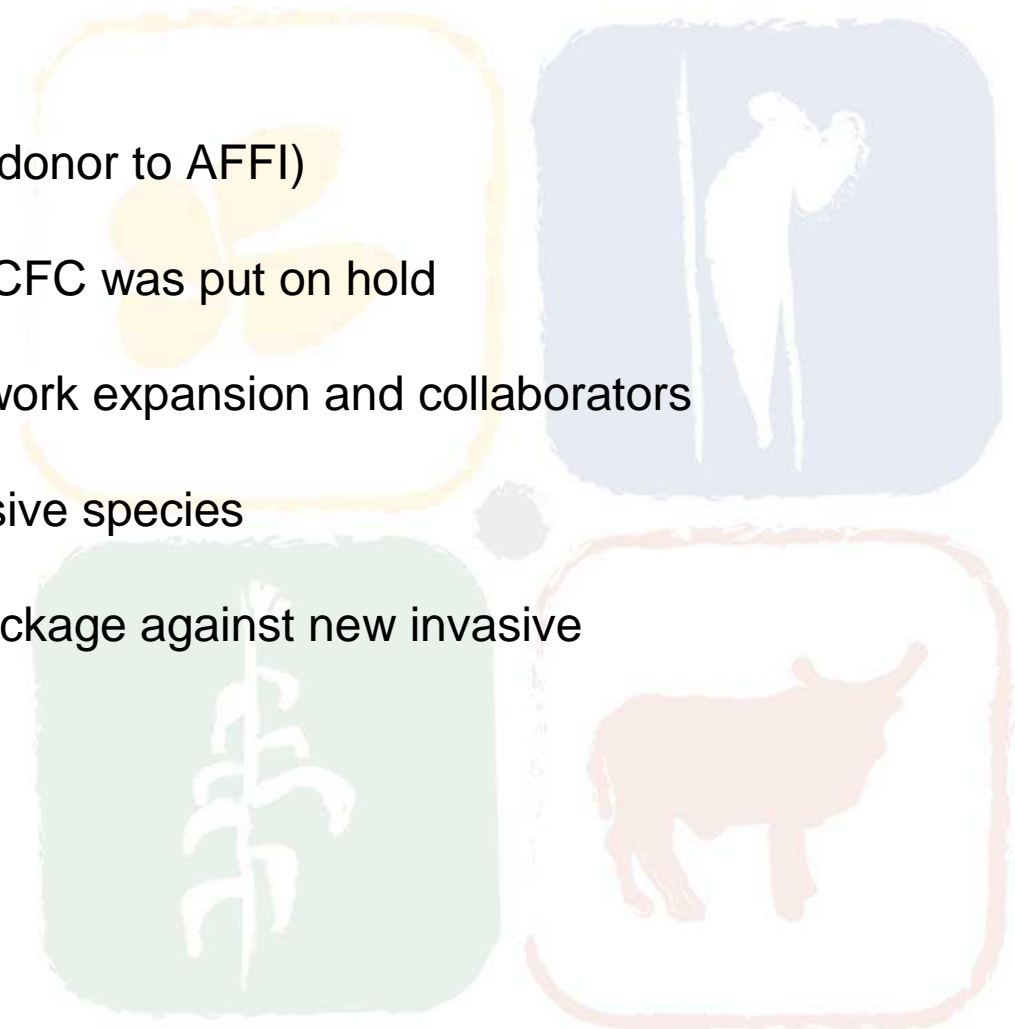 donor to AFFI)
CFC was put on hold
work expansion and collaborators
sive species
ckage against new invasive